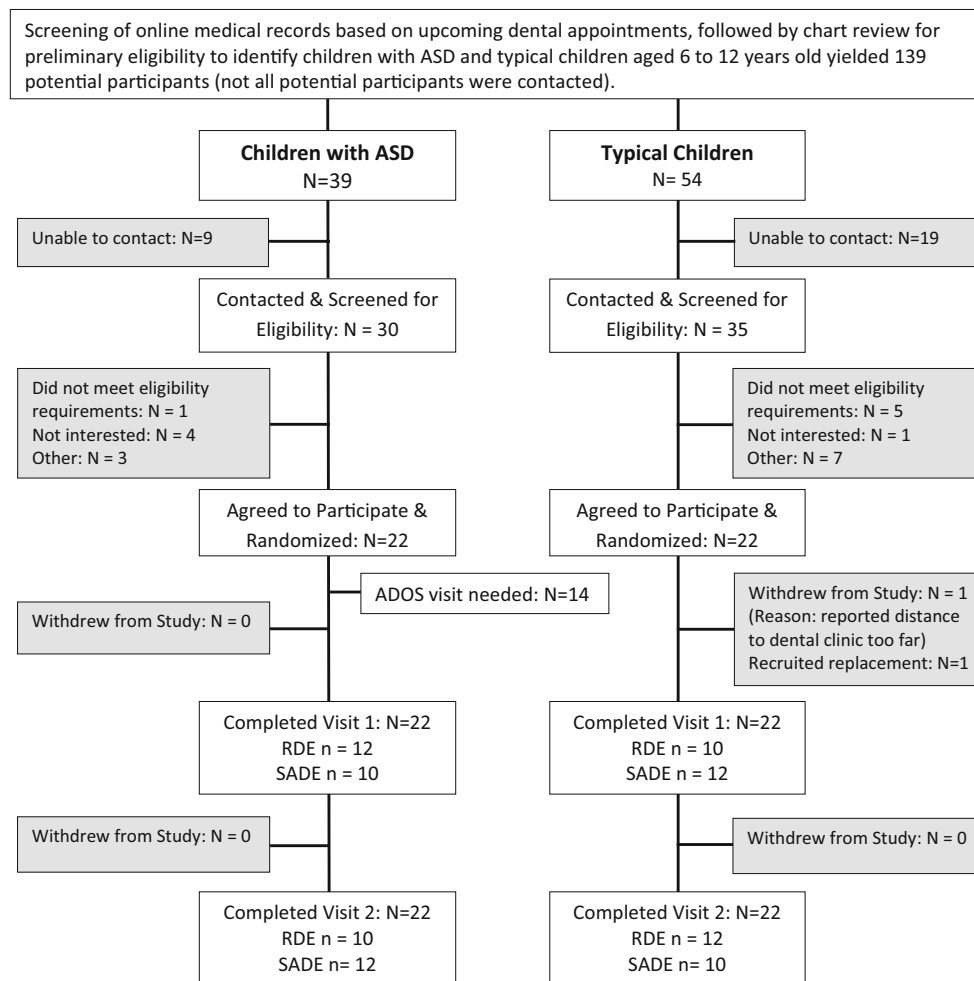 Screening of online medical records based on upcoming dental appointments, followed by chart review for
preliminary eligibility to identify children with ASD and typical children aged 6 to 12 years old yielded 139
potential participants (not all potential participants were contacted).
Children with ASD
N=39
Typical Children
N= 54
Unable to contact: N=9
Unable to contact: N=19
Contacted & Screened for
Eligibility: N = 30
Contacted & Screened for
Eligibility: N = 35
Did not meet eligibility
requirements: N = 1
Not interested: N = 4
Other: N = 3
Did not meet eligibility
requirements: N = 5
Not interested: N = 1
Other: N = 7
Agreed to Participate &
Randomized: N=22
Agreed to Participate &
Randomized: N=22
ADOS visit needed: N=14
Withdrew from Study: N = 0
Withdrew from Study: N = 1
(Reason: reported distance
to dental clinic too far)
Recruited replacement: N=1
Completed Visit 1: N=22
RDE n = 12
SADE n = 10
Completed Visit 1: N=22
RDE n = 10
SADE n = 12
Withdrew from Study: N = 0
Withdrew from Study: N = 0
Completed Visit 2: N=22
RDE n = 10
SADE n= 12
Completed Visit 2: N=22
RDE n = 12
SADE n= 10